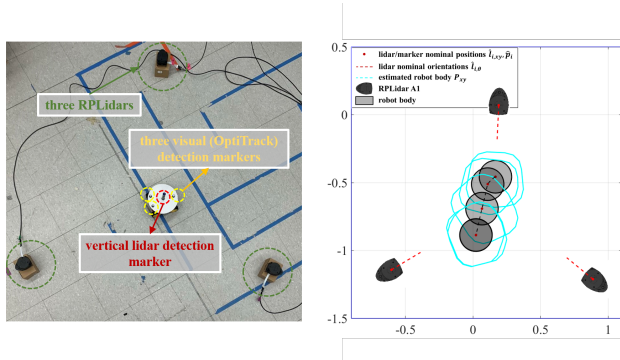 three RPLidars
three visual (OptiTrack)
detection markers
vertical lidar detection
marker
lidar/marker nominal positions l̂i,xy, p̂i
lidar nominal orientations l̂i,θ
estimated robot body Pxy
RPLidar A1
robot body
0.5
0
-0.5
-1
-1.5
-0.5
0
0.5
1